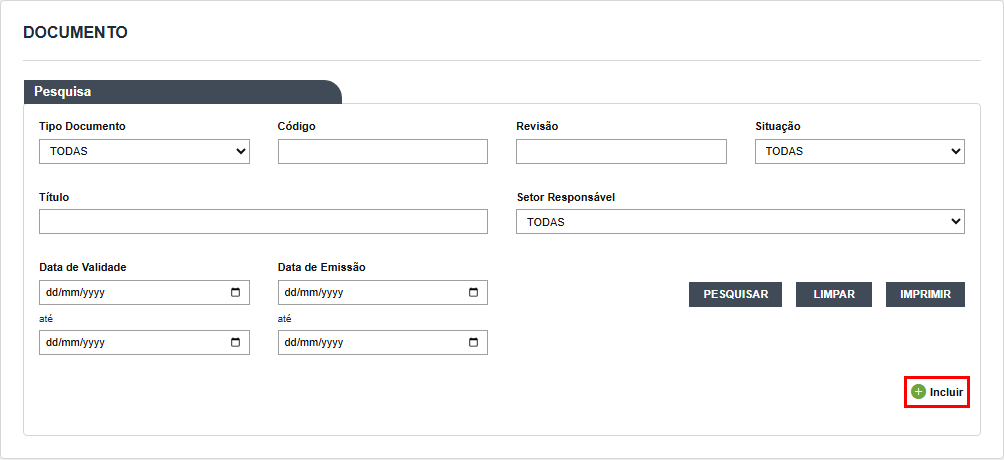 DOCUMENTO
Pesquisa
Tipo Documento Código Revisão Situação
TODAS TODAS
Título Setor Responsável
TODAS
Data de Validade Data de Emissão
dd/mm/yyyy dd/mm/yyyy PESQUISAR LIMPAR IMPRIMIR
até até
dd/mm/yyyy dd/mm/yyyy
Incluir